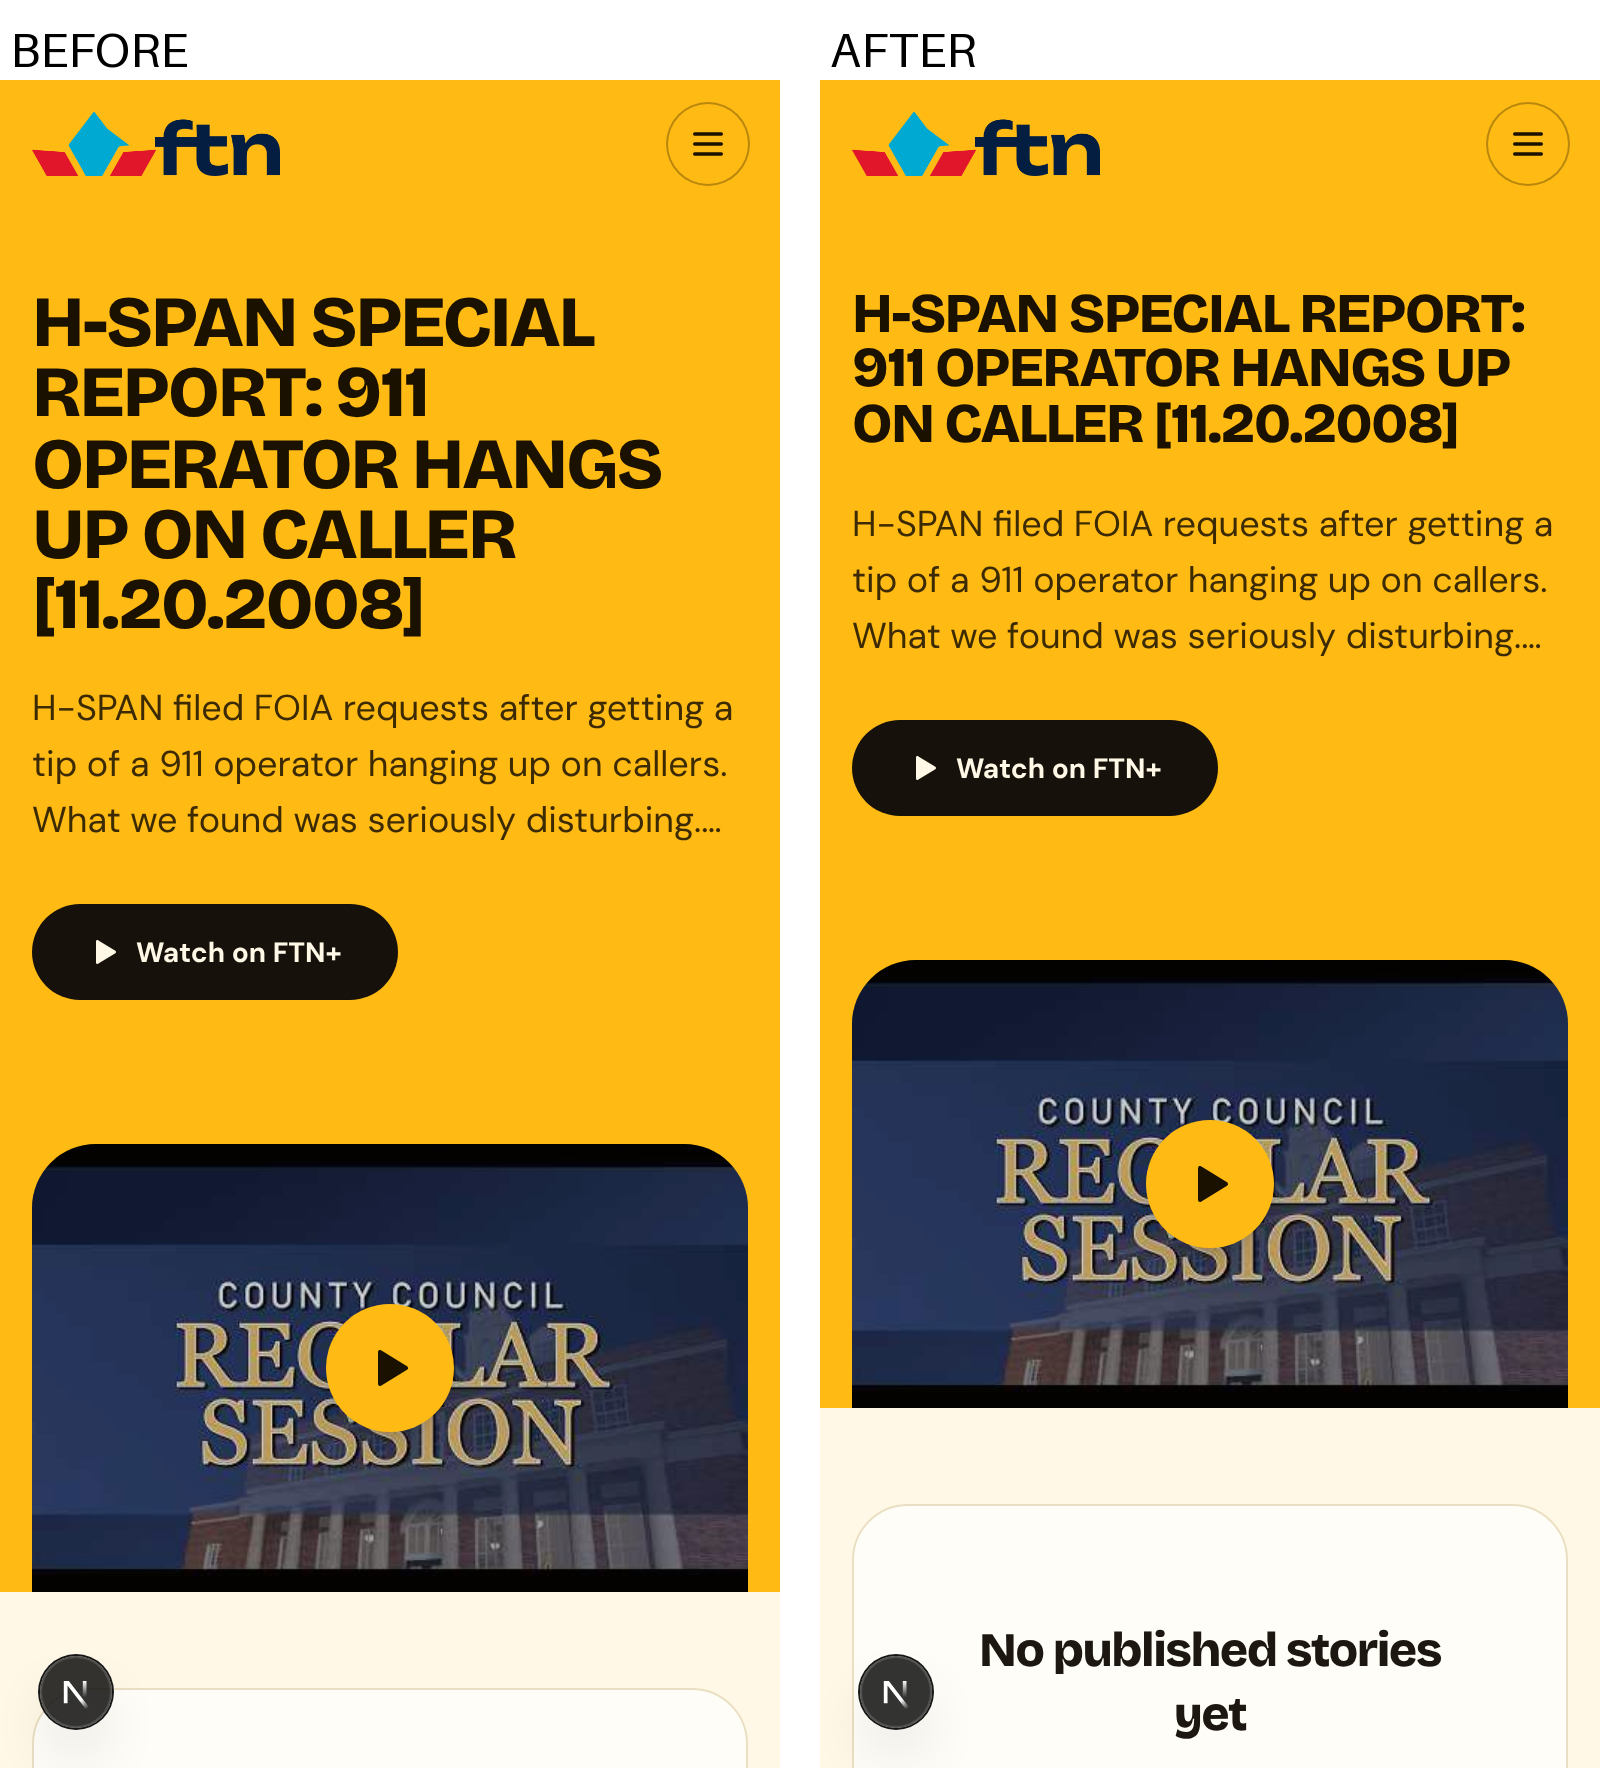 BEFORE
ftn
H-SPAN SPECIAL
REPORT: 911
OPERATOR HANGS
UP ON CALLER
[11.20.2008]
H-SPAN filed FOIA requests after getting a
tip of a 911 operator hanging up on callers.
What we found was seriously disturbing....
Watch on FTN+
COUNTY COUNCIL
REGULAR
SESSION
N
AFTER
ftn
H-SPAN SPECIAL REPORT:
911 OPERATOR HANGS UP
ON CALLER [11.20.2008]
H-SPAN filed FOIA requests after getting a
tip of a 911 operator hanging up on callers.
What we found was seriously disturbing....
Watch on FTN+
COUNTY COUNCIL
REGULAR
SESSION
No published stories
yet
N